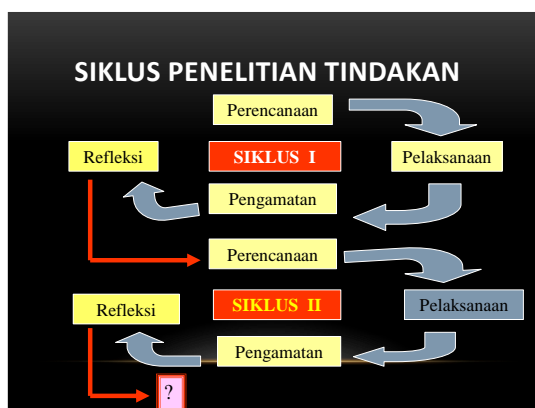 SIKLUS PENELITIAN TINDAKAN
Perencanaan
Refleksi
SIKLUS I
Pelaksanaan
Pengamatan
Perencanaan
Refleksi
SIKLUS II
Pelaksanaan
Pengamatan
?